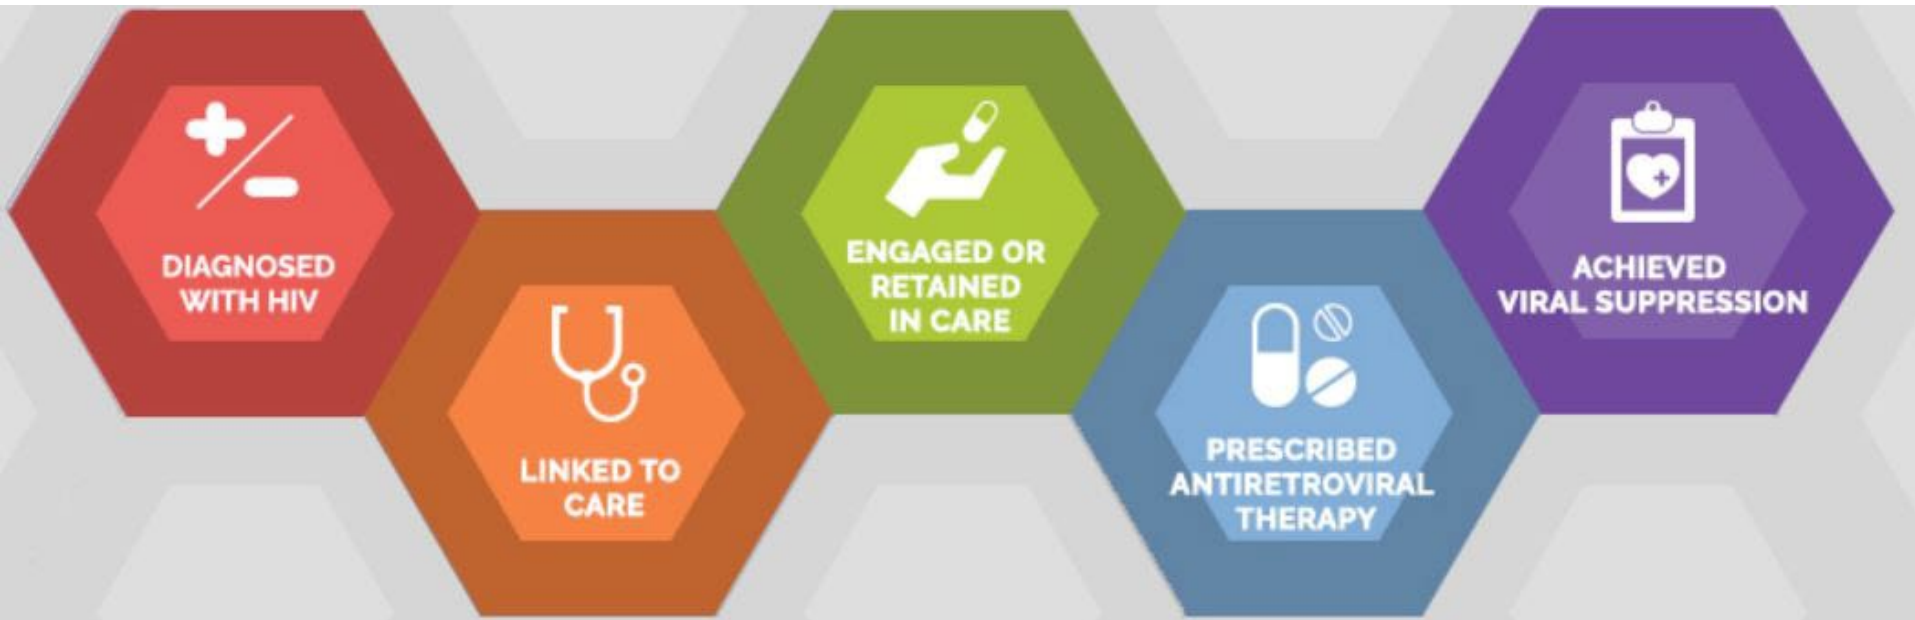 DIAGNOSED
WITH HIV
LINKED TO
CARE
ENGAGED OR
RETAINED
IN CARE
PRESCRIBED
ANTIRETROVIRAL
THERAPY
ACHIEVED
VIRAL SUPPRESSION